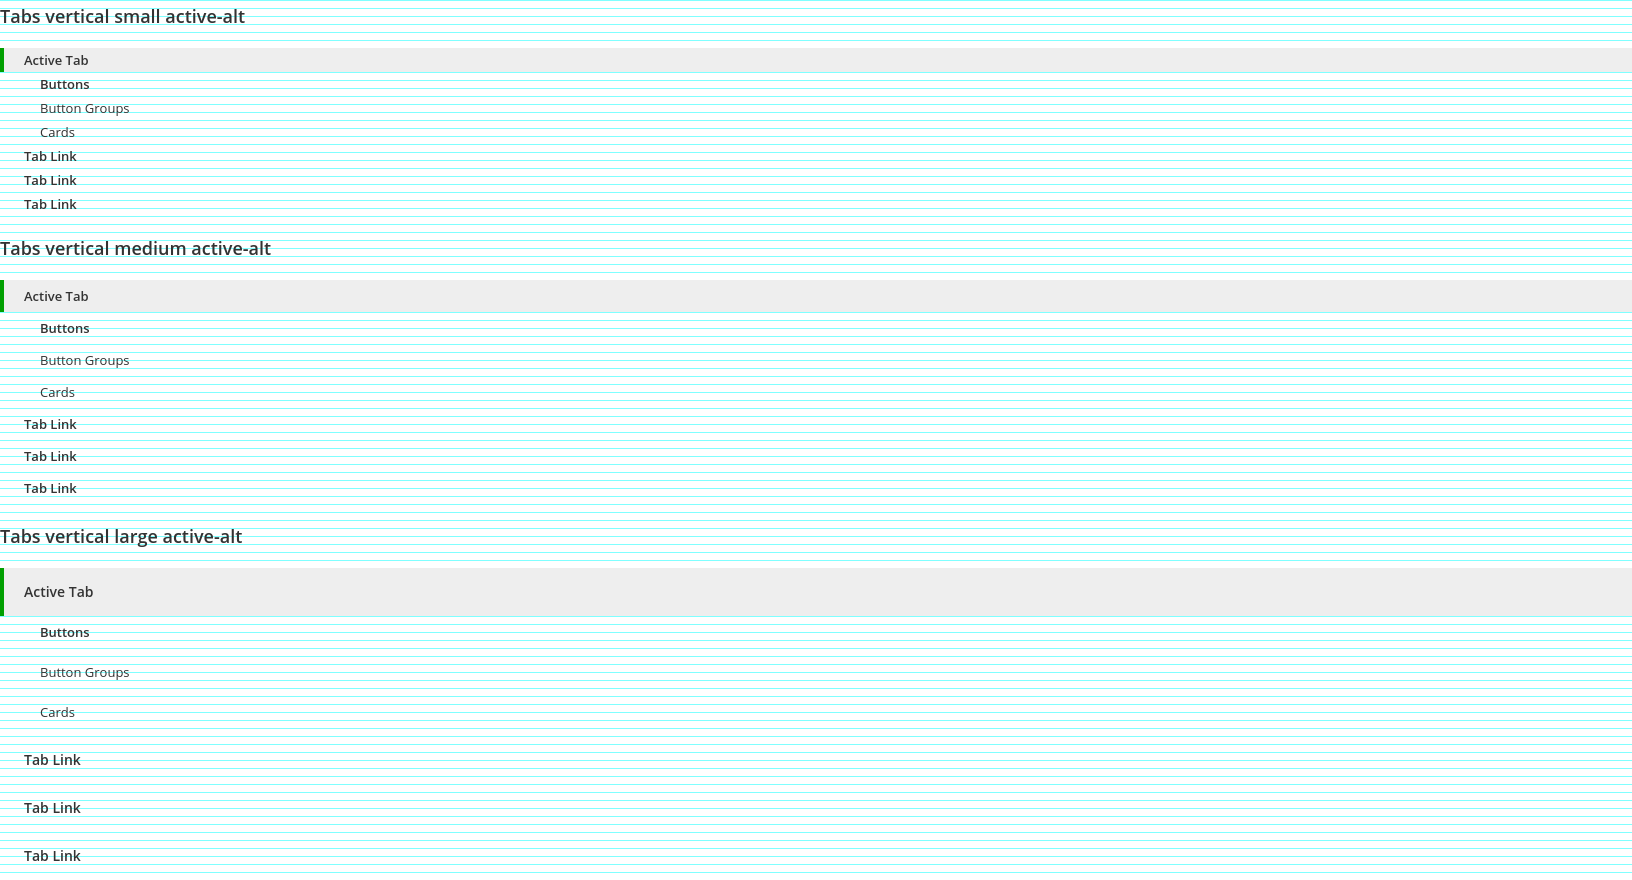 Tabs vertical small active-alt
Active Tab
Buttons
Button Groups
Cards
Tab Link
Tab Link
Tab Link
Tabs vertical medium active-alt
Active Tab
Buttons
Button Groups
Cards
Tab Link
Tab Link
Tab Link
Tabs vertical large active-alt
Active Tab
Buttons
Button Groups
Cards
Tab Link
Tab Link
Tab Link